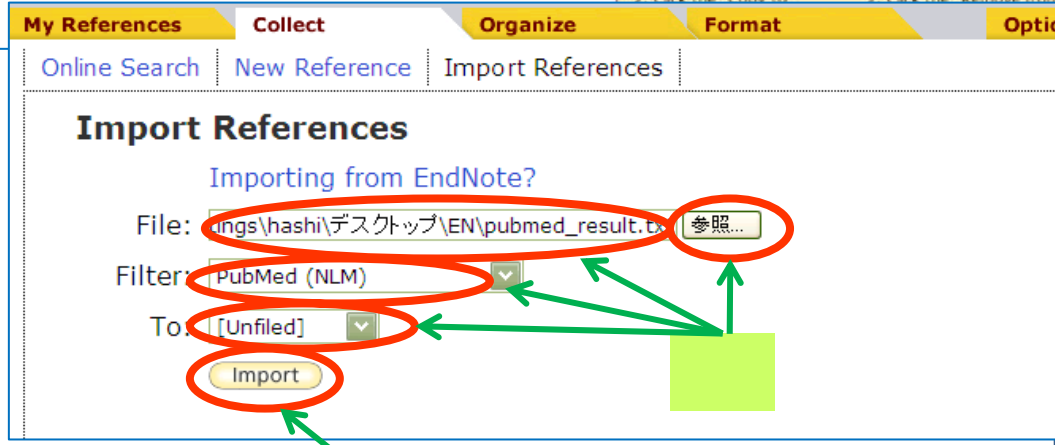 My References Collect Organize Format Optio
Online Search New Reference Import References
Import References
Importing from EndNote?
File: ings\hashi\デスクトップ\EN\pubmed_result.tx 参照...
Filter: PubMed (NLM)
To: [Unfiled]
Import